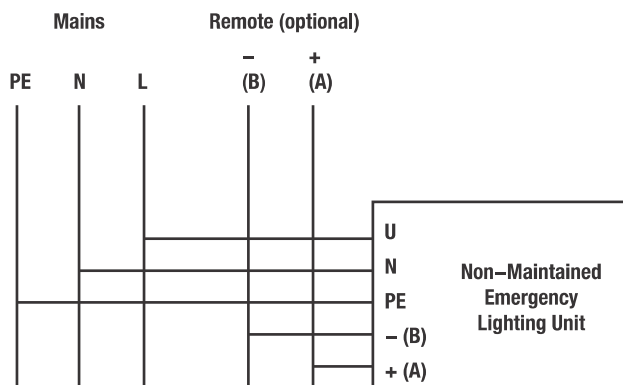 Mains
Remote (optional)
PE N L
– +
(B) (A)
U
N
PE
– (B)
+ (A)
Non–Maintained
Emergency
Lighting Unit